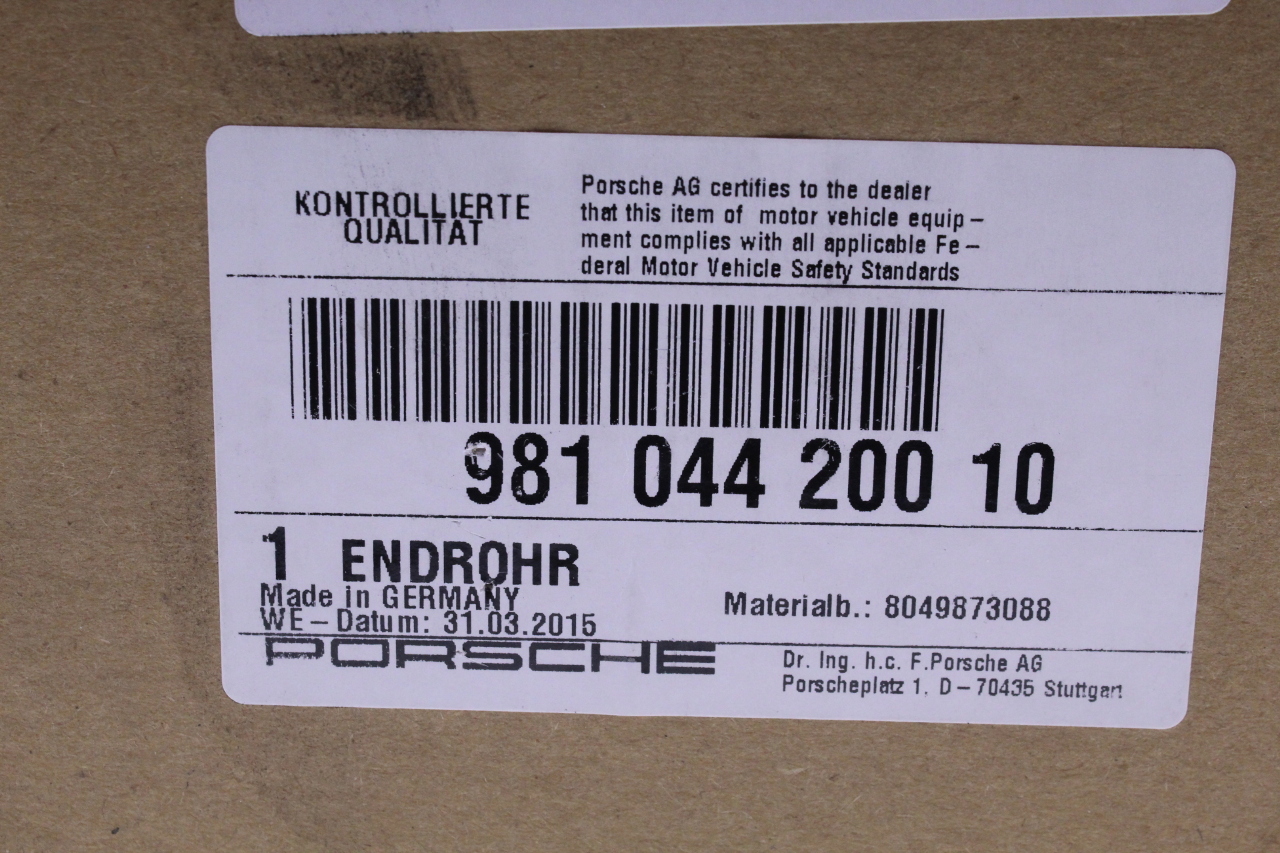 KONTROLLIERTE
QUALITÄT
Porsche AG certifies to the dealer
that this item of motor vehicle equip-
ment complies with all applicable Fe-
deral Motor Vehicle Safety Standards
981 044 200 10
1 ENDROHR
Made in GERMANY
WE-Datum: 31.03.2015
Materialb.: 8049873088
PORSCHE
Dr. Ing. h.c. F.Porsche AG
Porscheplatz 1, D-70435 Stuttgart